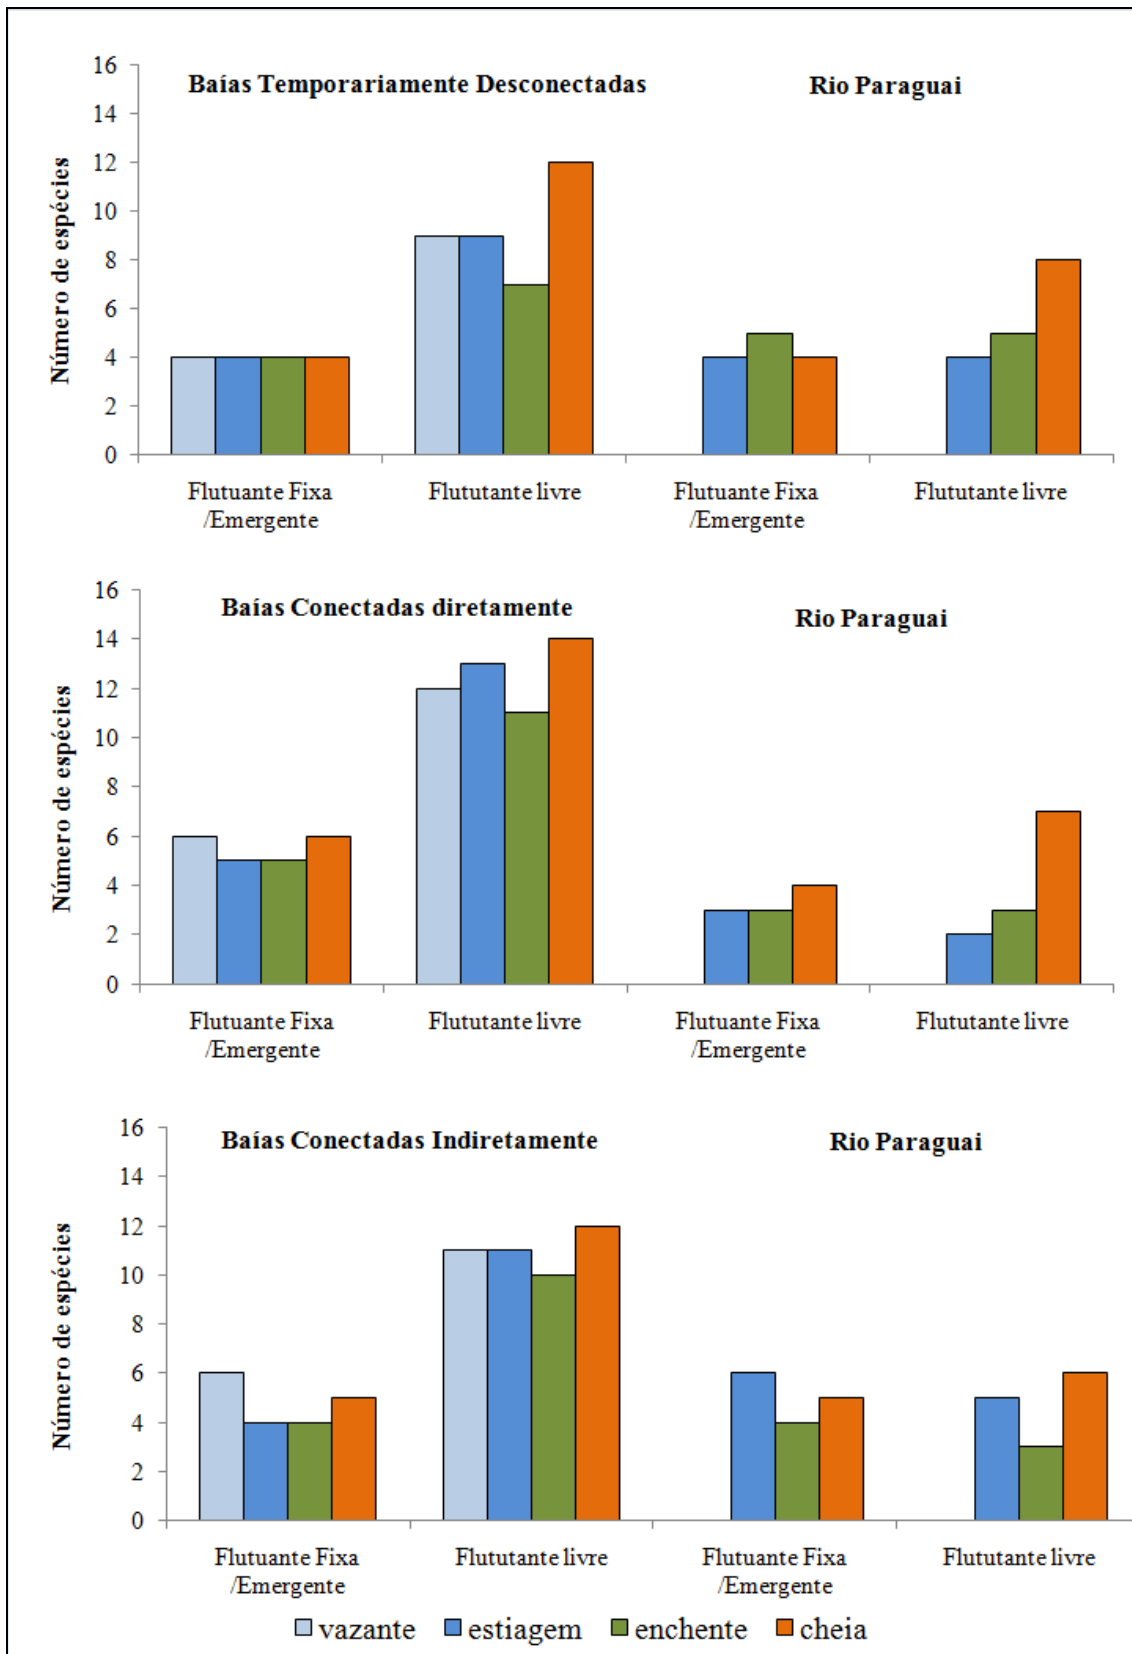 Baías Temporariamente Desconectadas
Rio Paraguai
Número de espécies
16
14
12
10
8
6
4
2
0
Flutuante Fixa
/Emergente
Flututante livre
Flutuante Fixa
/Emergente
Flututante livre
Baías Conectadas diretamente
Rio Paraguai
Número de espécies
16
14
12
10
8
6
4
2
0
Flutuante Fixa
/Emergente
Flututante livre
Flutuante Fixa
/Emergente
Flututante livre
Baías Conectadas Indiretamente
Rio Paraguai
Número de espécies
16
14
12
10
8
6
4
2
0
Flutuante Fixa
/Emergente
Flututante livre
Flutuante Fixa
/Emergente
Flututante livre
vazante estiagem enchente cheia